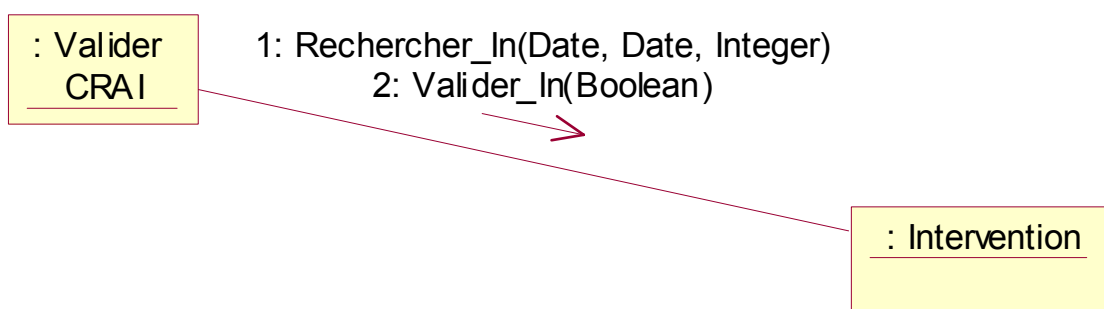 : Valider
CRAI
1: Rechercher_In(Date, Date, Integer)
2: Valider_In(Boolean)
: Intervention